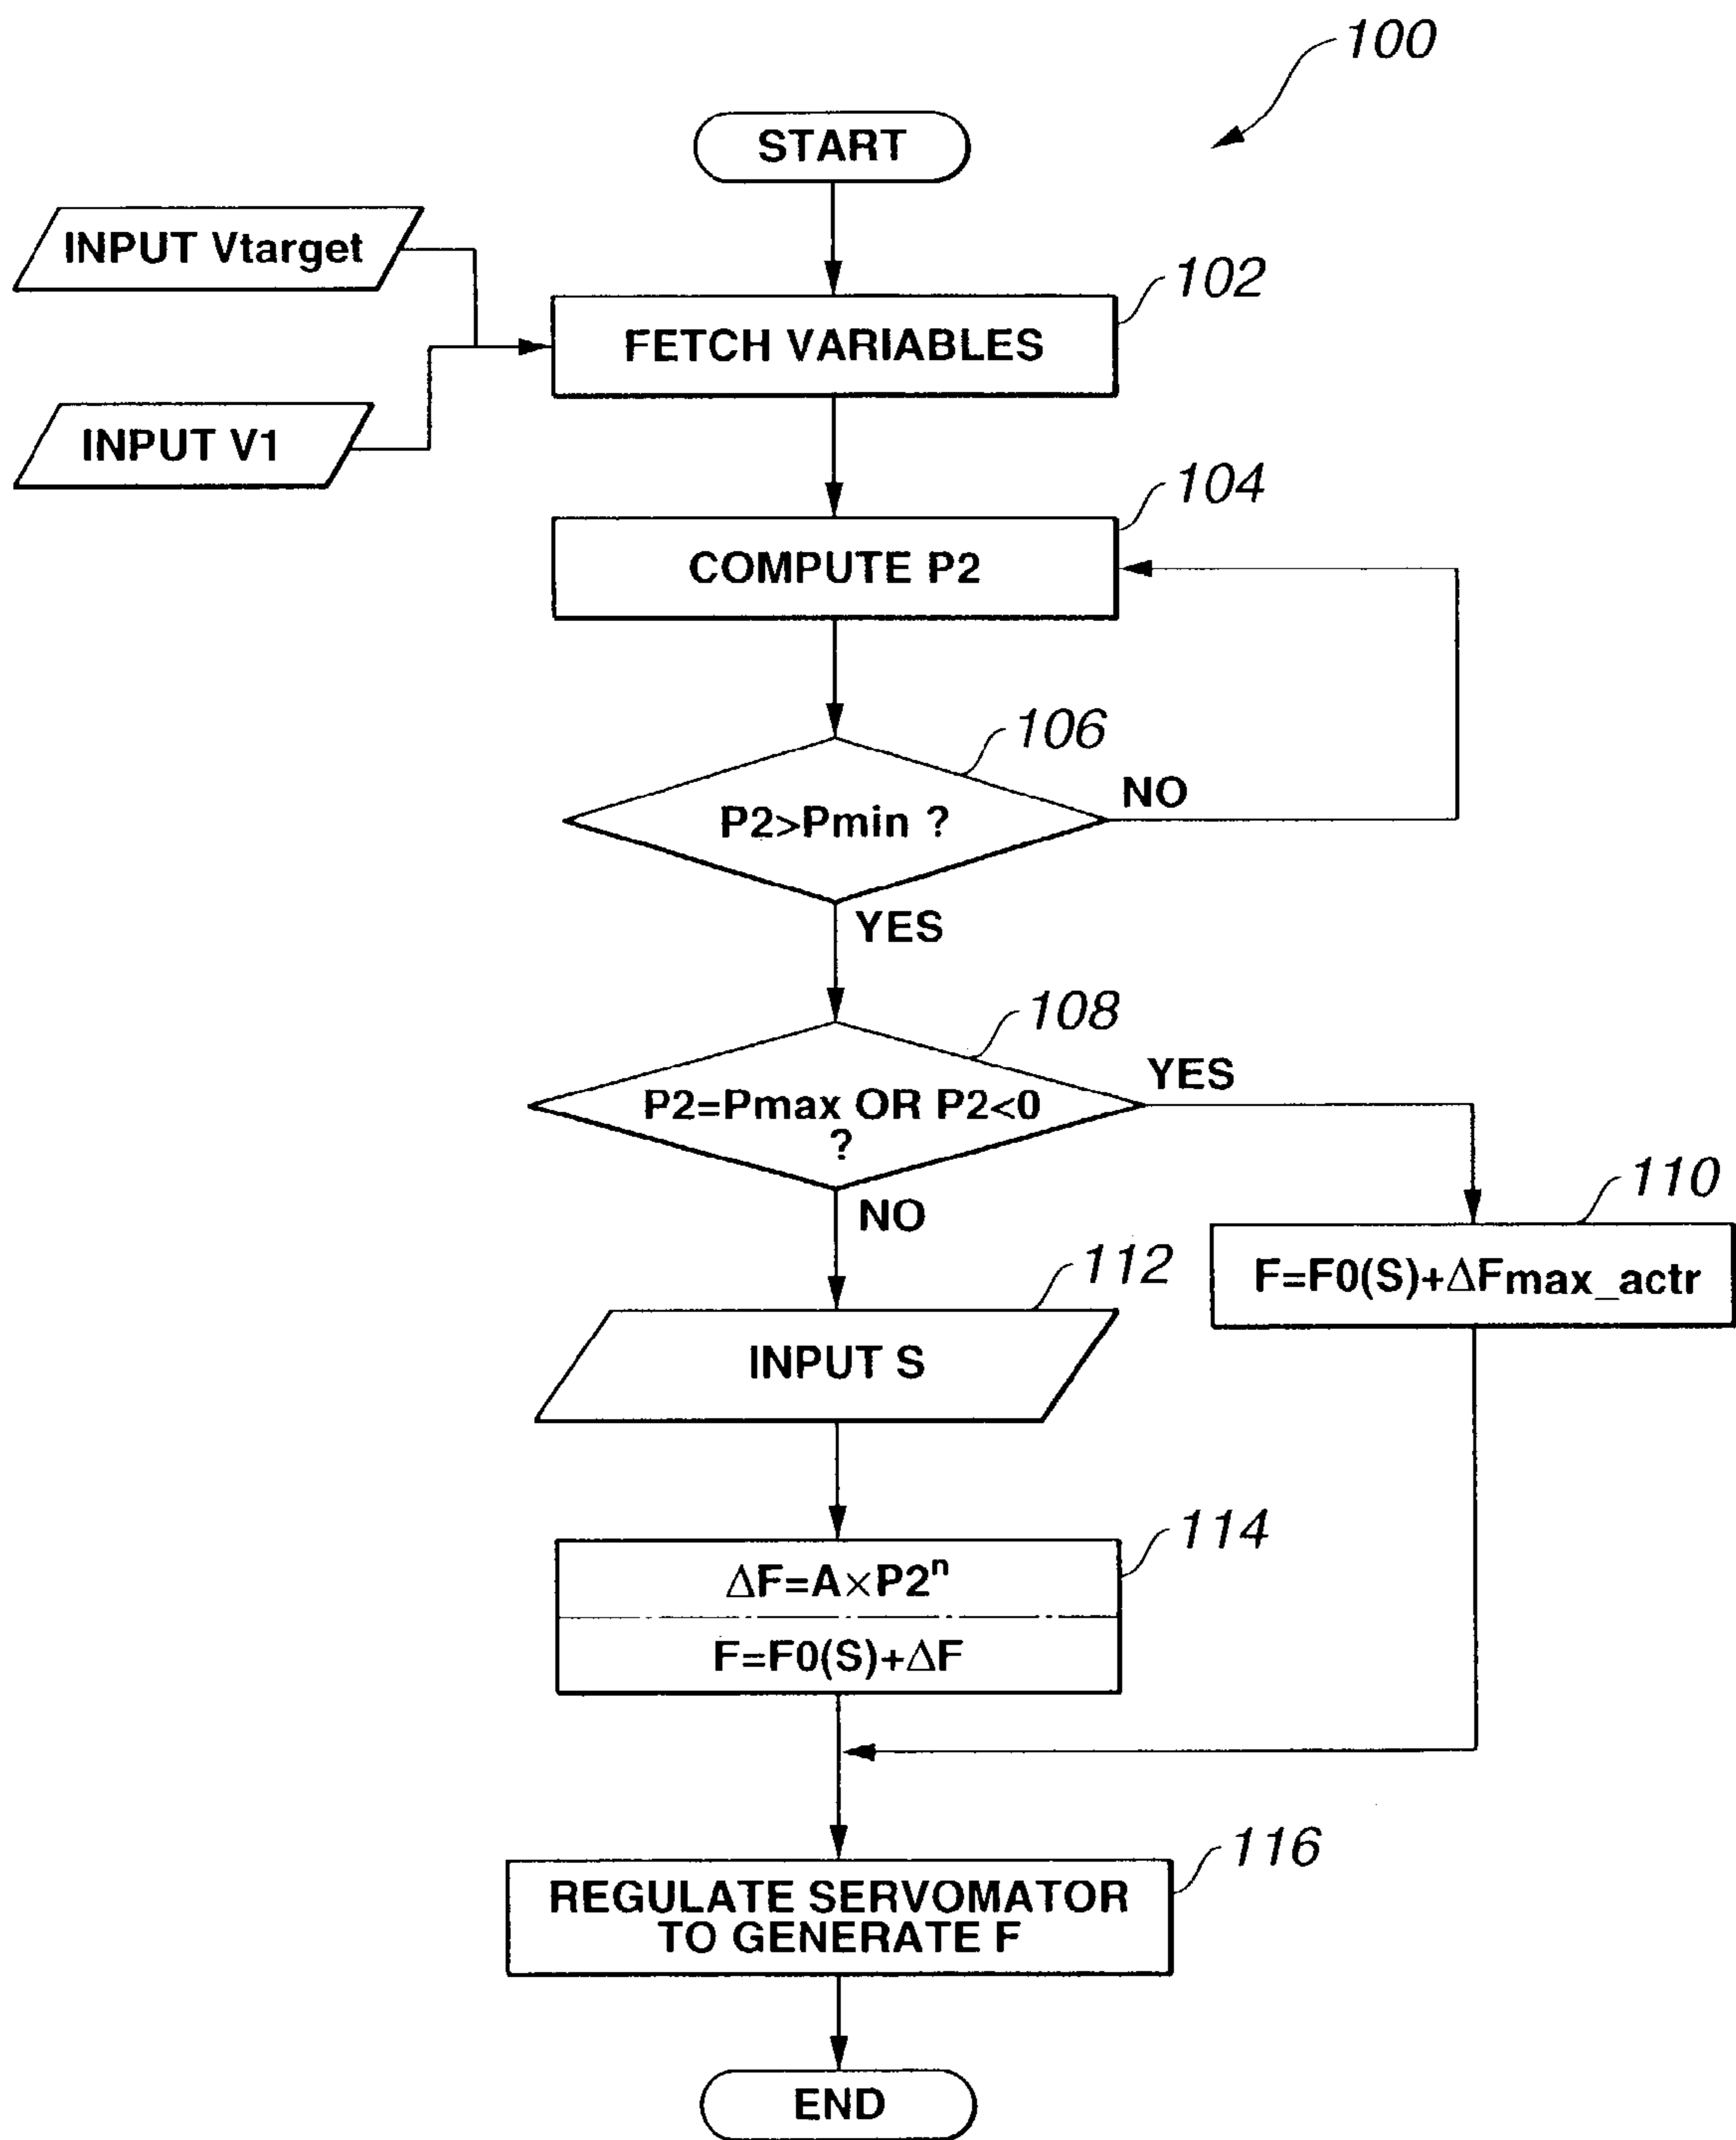 100
START
INPUT Vtarget
102
FETCH VARIABLES
INPUT V1
104
COMPUTE P2
106
P2>Pmin ?
NO
YES
108
P2=Pmax OR P2<0
?
YES
NO
110
F=F0(S)+ΔFmax_actr
112
INPUT S
114
ΔF=A×P2ⁿ
F=F0(S)+ΔF
116
REGULATE SERVOMATOR
TO GENERATE F
END